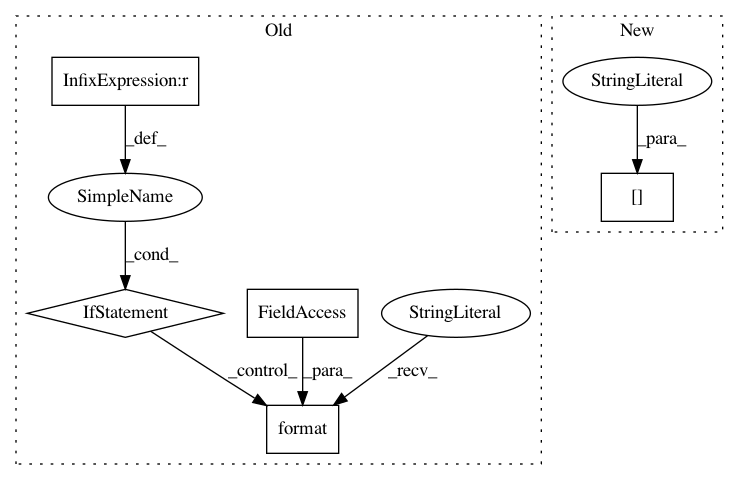 Old
New
InfixExpression:r
StringLiteral
_def_
_para_
SimpleName
[]
_cond_
IfStatement
FieldAccess
StringLiteral
_control_
_para_
_recv_
format